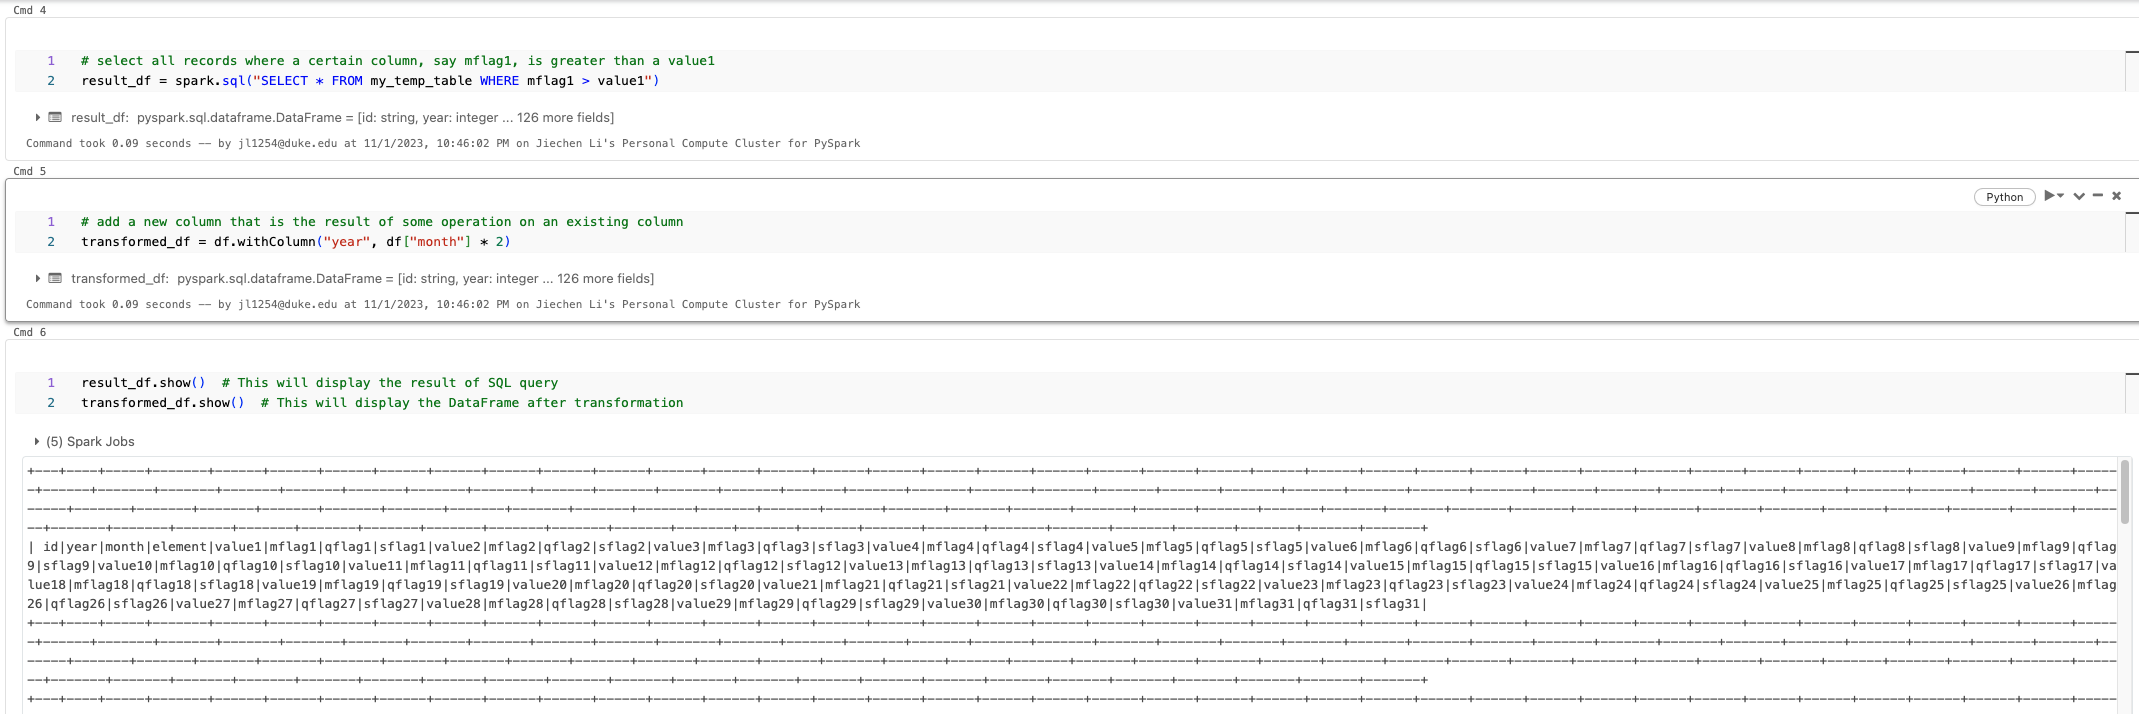 Cmd 4
1 # select all records where a certain column, say mflag1, is greater than a value1
2 result_df = spark.sql("SELECT * FROM my_temp_table WHERE mflag1 > value1")
result_df: pyspark.sql.dataframe.DataFrame = [id: string, year: integer ... 126 more fields]
Command took 0.09 seconds -- by jl1254@duke.edu at 11/1/2023, 10:46:02 PM on Jiechen Li's Personal Compute Cluster for PySpark
Cmd 5
Python
1 # add a new column that is the result of some operation on an existing column
2 transformed_df = df.withColumn("year", df["month"] * 2)
transformed_df: pyspark.sql.dataframe.DataFrame = [id: string, year: integer ... 126 more fields]
Command took 0.09 seconds -- by jl1254@duke.edu at 11/1/2023, 10:46:02 PM on Jiechen Li's Personal Compute Cluster for PySpark
Cmd 6
1 result_df.show() # This will display the result of SQL query
2 transformed_df.show() # This will display the DataFrame after transformation
(5) Spark Jobs
| id|year|month|element|value1|mflag1|qflag1|sflag1|value2|mflag2|qflag2|sflag2|value3|mflag3|qflag3|sflag3|value4|mflag4|qflag4|sflag4|value5|mflag5|qflag5|sflag5|value6|mflag6|qflag6|sflag6|value7|mflag7|qflag7|sflag7|value8|mflag8|qflag8|sflag8|value9|mflag9|qflag
9|sflag9|value10|mflag10|qflag10|sflag10|value11|mflag11|qflag11|sflag11|value12|mflag12|qflag12|sflag12|value13|mflag13|qflag13|sflag13|value14|mflag14|qflag14|sflag14|value15|mflag15|qflag15|sflag15|value16|mflag16|qflag16|sflag16|value17|mflag17|qflag17|sflag17|va
lue18|mflag18|qflag18|sflag18|value19|mflag19|qflag19|sflag19|value20|mflag20|qflag20|sflag20|value21|mflag21|qflag21|sflag21|value22|mflag22|qflag22|sflag22|value23|mflag23|qflag23|sflag23|value24|mflag24|qflag24|sflag24|value25|mflag25|qflag25|sflag25|value26|mflag
26|qflag26|sflag26|value27|mflag27|qflag27|sflag27|value28|mflag28|qflag28|sflag28|value29|mflag29|qflag29|sflag29|value30|mflag30|qflag30|sflag30|value31|mflag31|qflag31|sflag31|